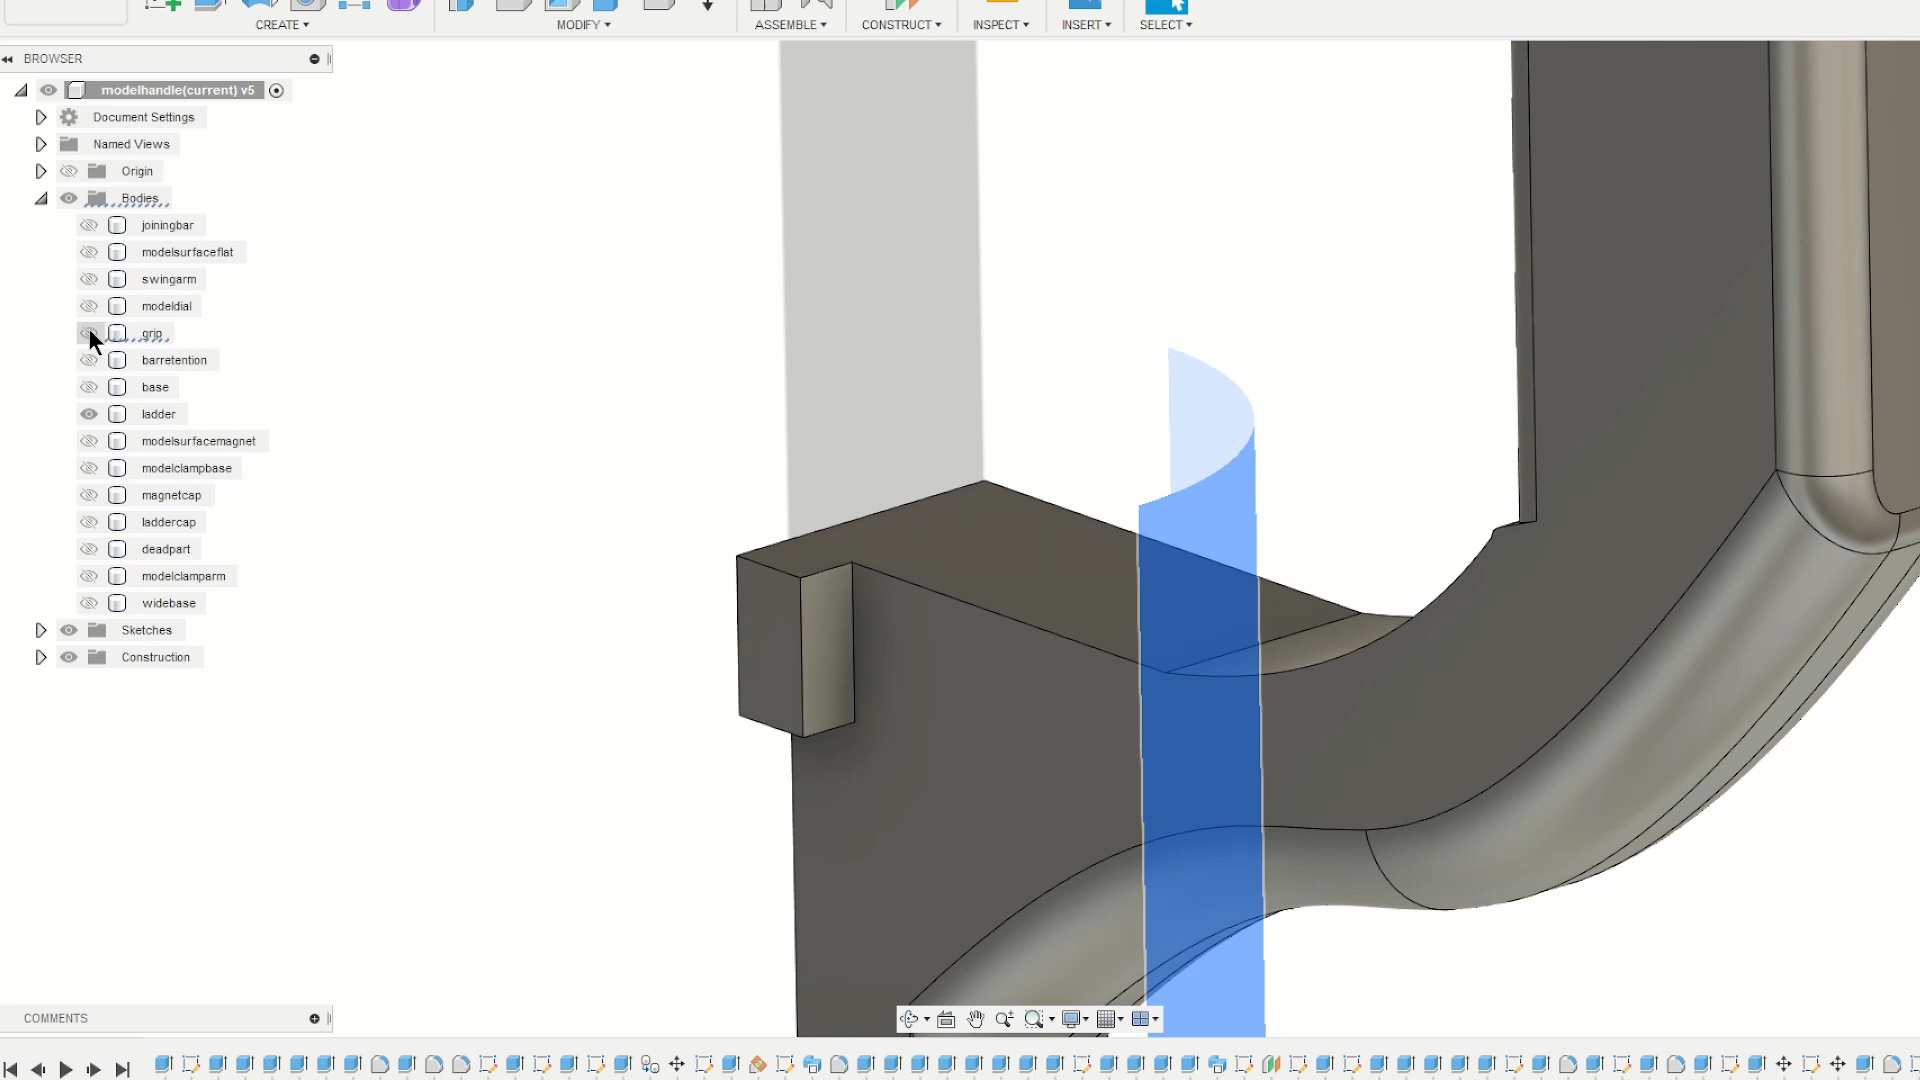 CREATE ▾
MODIFY ▾
ASSEMBLE ▾
CONSTRUCT ▾
INSPECT ▾
INSERT ▾
SELECT ▾
BROWSER
modelhandle(current) v5
Document Settings
Named Views
Origin
Bodies
joiningbar
modelsurfaceflat
swingarm
modeldial
grip
barretention
base
ladder
modelsurfacemagnet
modelclampbase
magnetcap
laddercap
deadpart
modelclamparm
widebase
Sketches
Construction
COMMENTS